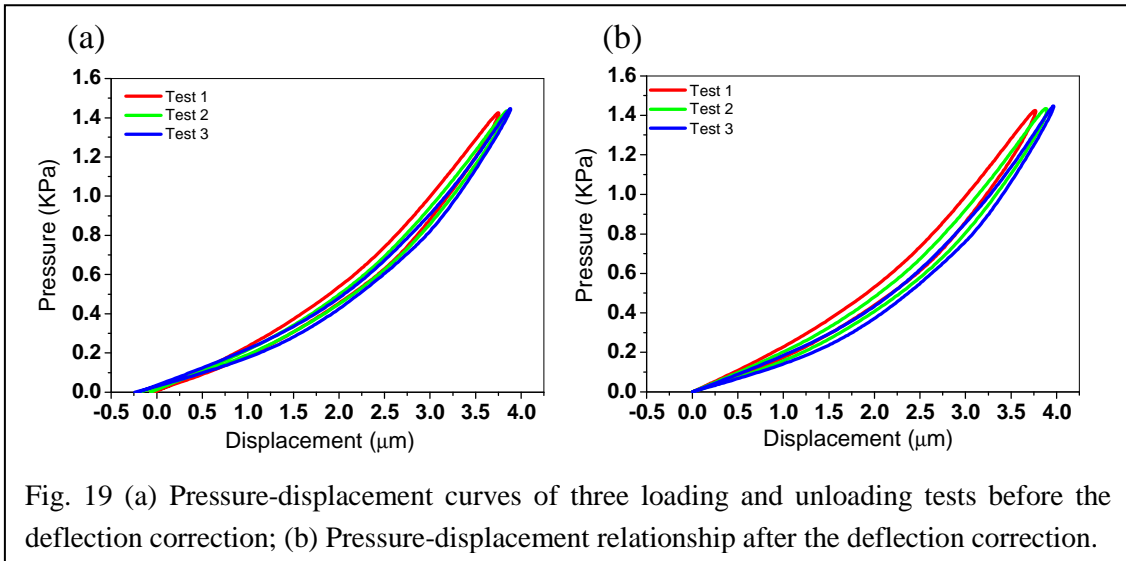 (a)
1.6
1.4
1.2
1.0
0.8
0.6
0.4
0.2
0.0
Pressure (KPa)
Test 1
Test 2
Test 3
-0.5 0.0 0.5 1.0 1.5 2.0 2.5 3.0 3.5 4.0
Displacement (μm)
(b)
1.6
1.4
1.2
1.0
0.8
0.6
0.4
0.2
0.0
Pressure (KPa)
Test 1
Test 2
Test 3
-0.5 0.0 0.5 1.0 1.5 2.0 2.5 3.0 3.5 4.0
Displacement (μm)
Fig. 19 (a) Pressure-displacement curves of three loading and unloading tests before the
deflection correction; (b) Pressure-displacement relationship after the deflection correction.